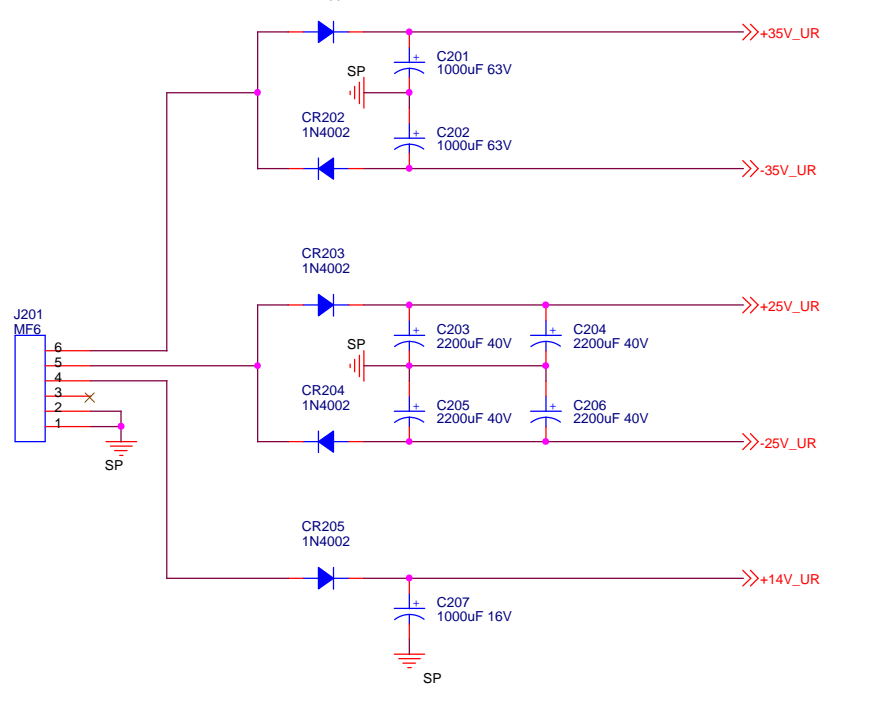 +35V_UR
C201
1000uF 63V
SP
CR202
1N4002
C202
1000uF 63V
-35V_UR
CR203
1N4002
+25V_UR
J201
MF6
C203
2200uF 40V
C204
2200uF 40V
SP
6
5
4
3
2
1
CR204
1N4002
C205
2200uF 40V
C206
2200uF 40V
-25V_UR
SP
CR205
1N4002
+14V_UR
C207
1000uF 16V
SP